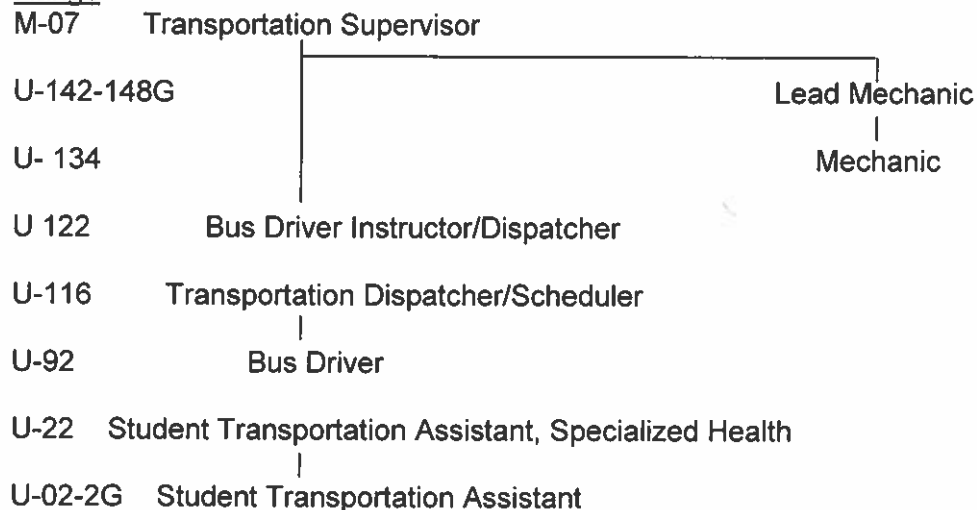 M-07 Transportation Supervisor
U-142-148G Lead Mechanic
U- 134 Mechanic
U 122 Bus Driver Instructor/Dispatcher
U-116 Transportation Dispatcher/Scheduler
U-92 Bus Driver
U-22 Student Transportation Assistant, Specialized Health
U-02-2G Student Transportation Assistant